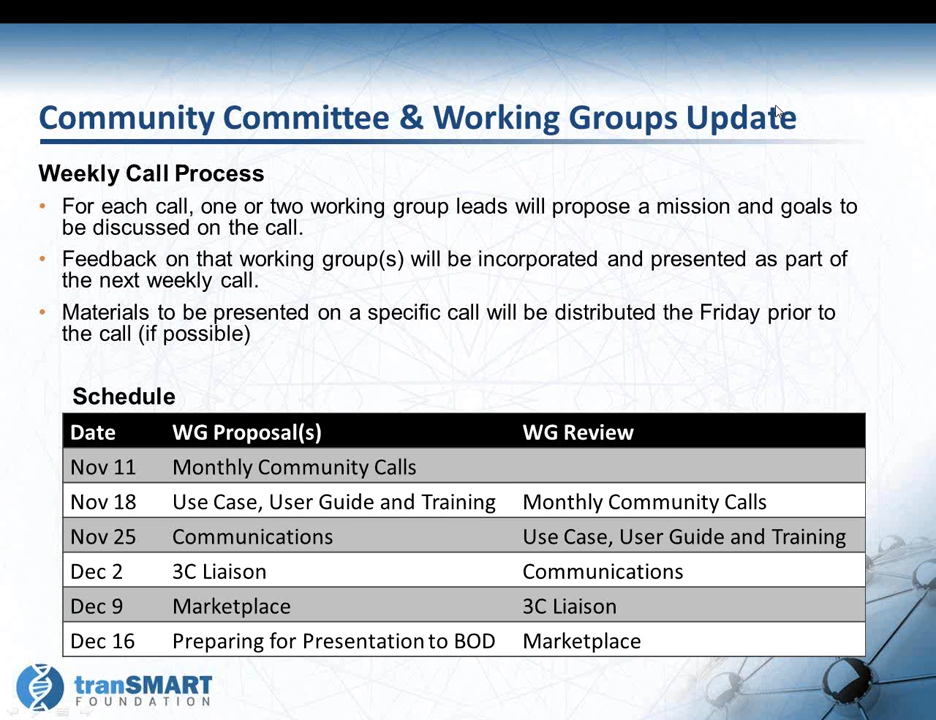 Community Committee & Working Groups Update
Weekly Call Process
• For each call, one or two working group leads will propose a mission and goals to
be discussed on the call.
• Feedback on that working group(s) will be incorporated and presented as part of
the next weekly call.
• Materials to be presented on a specific call will be distributed the Friday prior to
the call (if possible)
Schedule
Date WG Proposal(s) WG Review
Nov 11 Monthly Community Calls
Nov 18 Use Case, User Guide and Training Monthly Community Calls
Nov 25 Communications Use Case, User Guide and Training
Dec 2 3C Liaison Communications
Dec 9 Marketplace 3C Liaison
Dec 16 Preparing for Presentation to BOD Marketplace
tranSMART
FOUNDATION